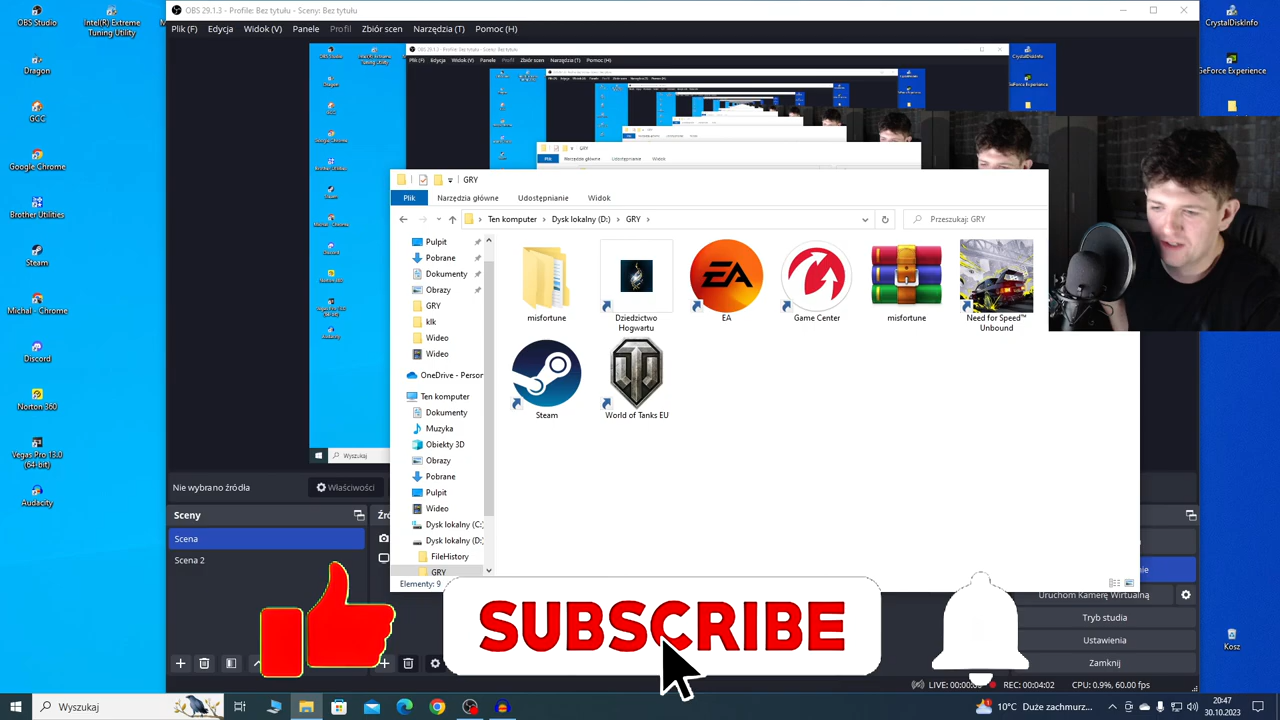 OBS Studio
Intel(R) Extreme
Tuning Utility
Dragon
GCC
Google Chrome
Brother Utilities
Steam
Michal - Chrome
Discord
Norton 360
Vegas Pro 13.0
(64-bit)
Audacity
OBS 29.1.3 - Profile: Bez tytułu - Sceny: Bez tytułu
Plik (F) Edycja Widok (V) Panele Profil Zbiór scen Narzędzia (T) Pomoc (H)
CrystalDiskInfo
GeForce Experience
GRY
Plik Narzędzia główne Udostępnianie Widok
Ten komputer Dysk lokalny (D:) GRY
Przeszukaj: GRY
Pulpit
Pobrane
Dokumenty
Obrazy
GRY
klk
Wideo
Wideo
OneDrive - Person
Ten komputer
Dokumenty
Muzyka
Obiekty 3D
Obrazy
Pobrane
Pulpit
Wideo
Dysk lokalny (C:)
Dysk lokalny (D:)
FileHistory
GRY
Elementy: 9
misfortune
Dziedzictwo
Hogwartu
EA
EA
Game Center
misfortune
Need for Speed™
Unbound
Steam
World of Tanks EU
Nie wybrano źródła
Właściwości
Sceny
Scena
Scena 2
SUBSCRIBE
Uruchom Kamerę Wirtualną
Tryb studia
Ustawienia
Zamknij
LIVE: 00:00:00
REC: 00:04:02
CPU: 0.9%, 60.00 fps
Kosz
Wyszukaj
10°C Duże zachmurz...
20:47
30.10.2023